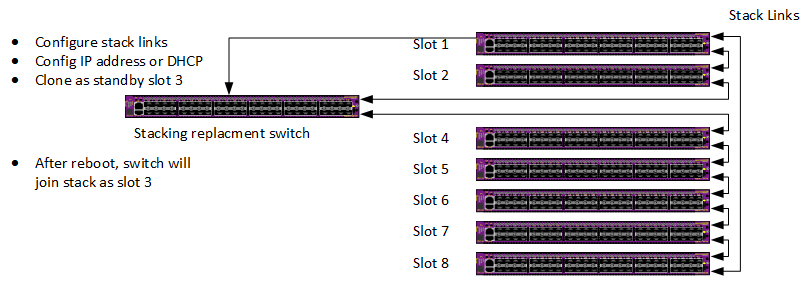 Stack Links
Slot 1
• Configure stack links
• Config IP address or DHCP
• Clone as standby slot 3
Slot 2
Stacking replacment switch
Slot 4
• After reboot, switch will
join stack as slot 3
Slot 5
Slot 6
Slot 7
Slot 8